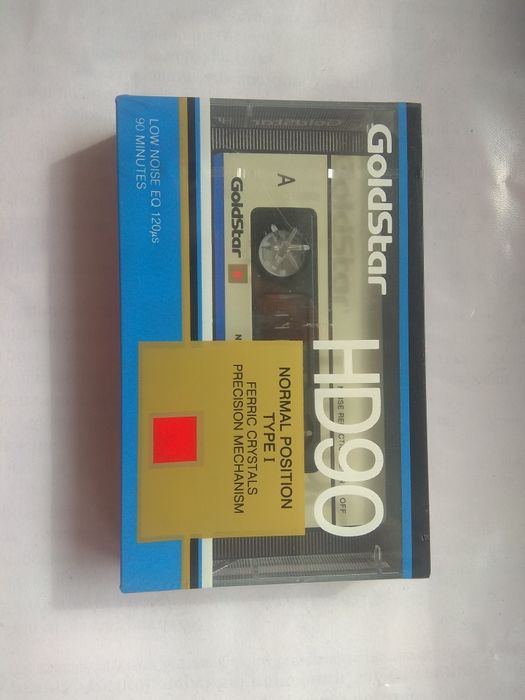 GoldStar
HD90
A
GoldStar
NORMAL POSITION
TYPE I
FERRIC CRYSTALS
PRECISION MECHANISM
LOW NOISE EQ 120µs
90 MINUTES